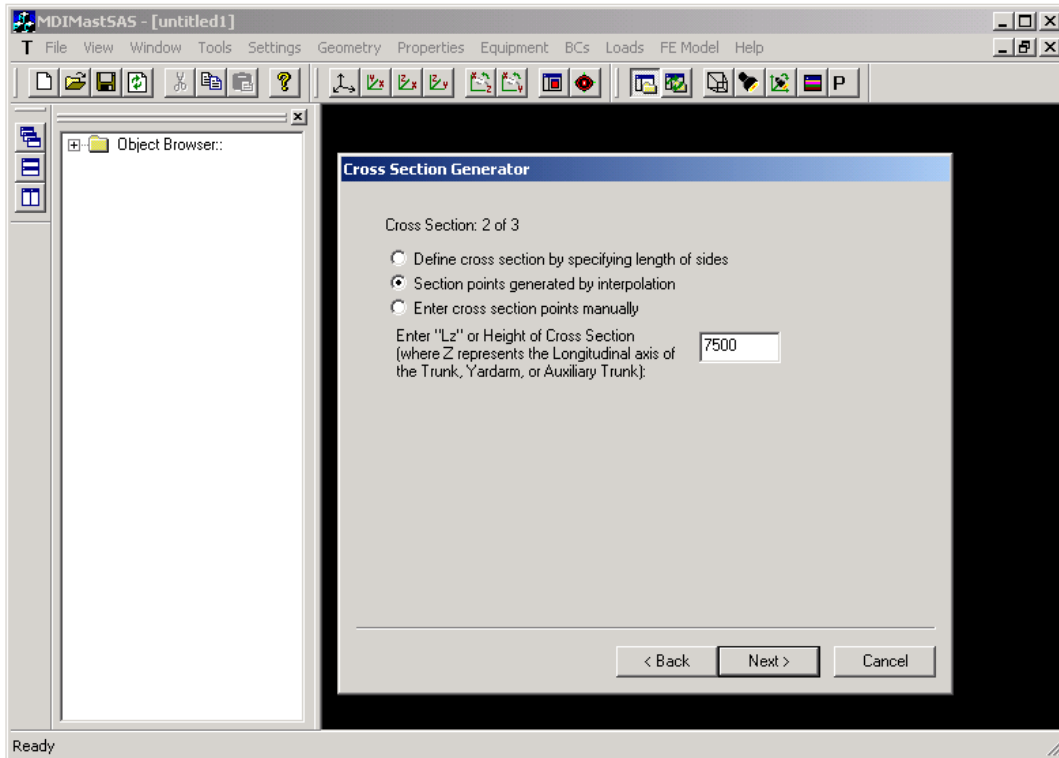 MDIMastSAS - [untitled1]
T File View Window Tools Settings Geometry Properties Equipment BCs Loads FE Model Help
P
Object Browser::
Cross Section Generator
Cross Section: 2 of 3
Define cross section by specifying length of sides
Section points generated by interpolation
Enter cross section points manually
Enter "Lz" or Height of Cross Section
(where Z represents the Longitudinal axis of
the Trunk, Yardarm, or Auxiliary Trunk):
7500
< Back Next > Cancel
Ready